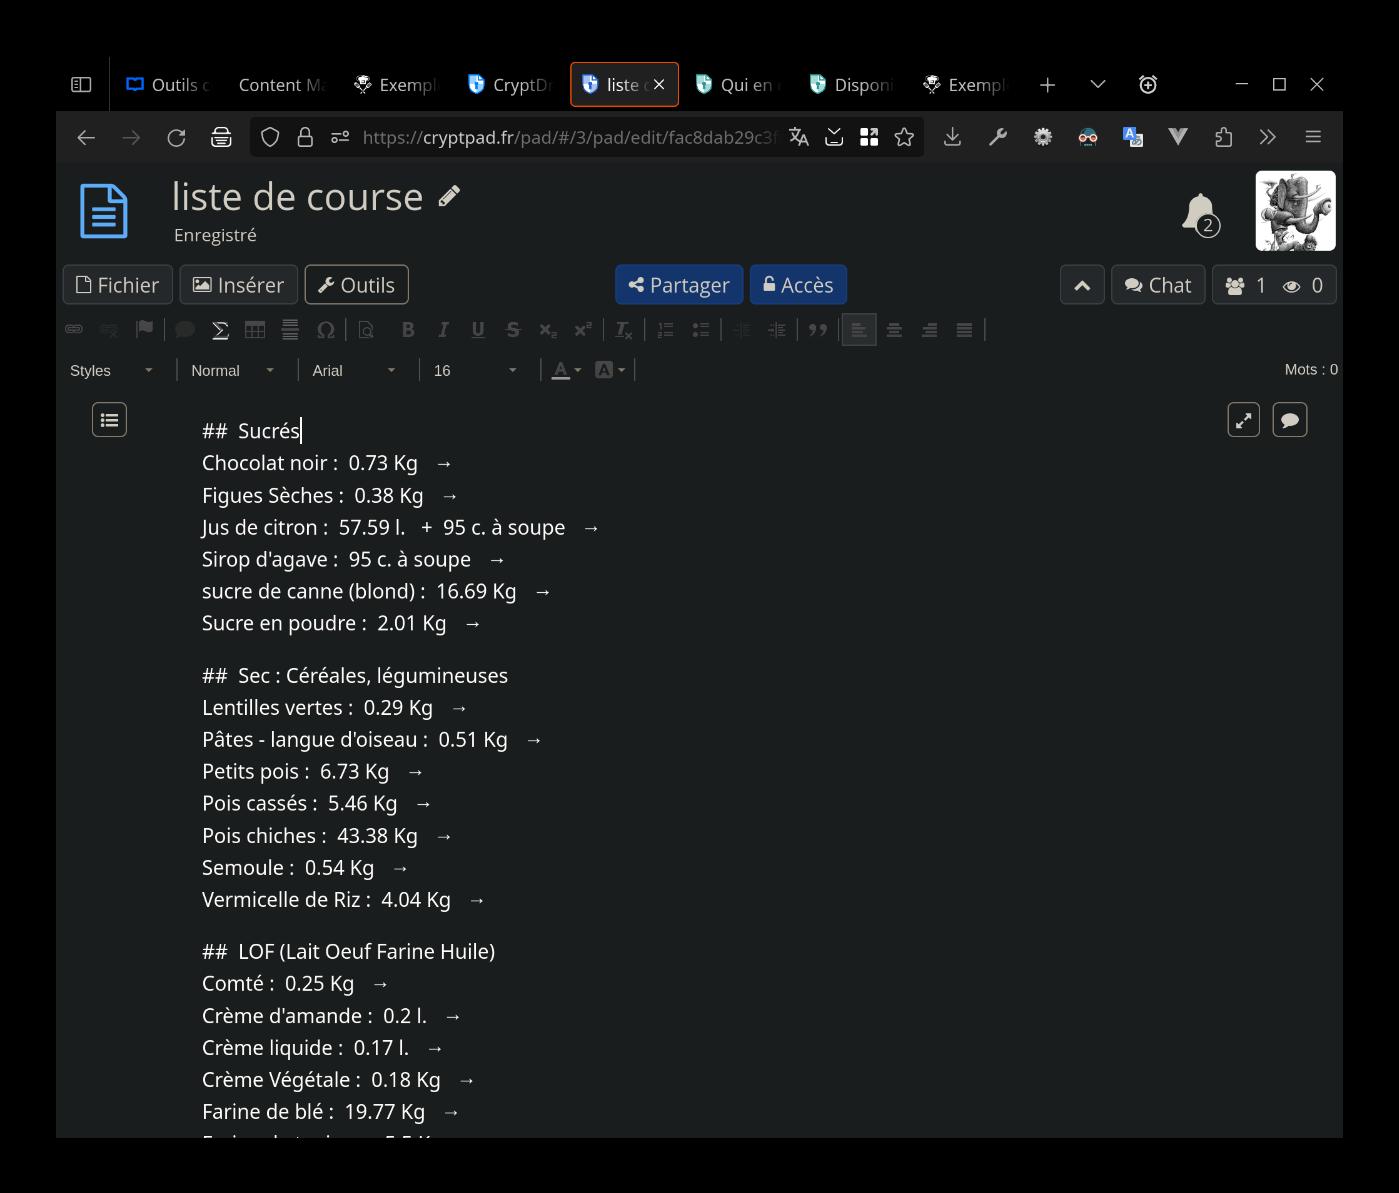 Outils c
Content Ma
Exempl
CryptDr
liste c
Qui en
Disponi
Exempl
https://cryptpad.fr/pad/#/3/pad/edit/fac8dab29c3f
liste de course
Enregistré
2
Fichier
Insérer
Outils
Partager
Accès
Chat
1
0
Styles
Normal
Arial
16
Mots : 0
## Sucrés
Chocolat noir : 0.73 Kg →
Figues Sèches : 0.38 Kg →
Jus de citron : 57.59 l. + 95 c. à soupe →
Sirop d'agave : 95 c. à soupe →
sucre de canne (blond) : 16.69 Kg →
Sucre en poudre : 2.01 Kg →
## Sec : Céréales, légumineuses
Lentilles vertes : 0.29 Kg →
Pâtes - langue d'oiseau : 0.51 Kg →
Petits pois : 6.73 Kg →
Pois cassés : 5.46 Kg →
Pois chiches : 43.38 Kg →
Semoule : 0.54 Kg →
Vermicelle de Riz : 4.04 Kg →
## LOF (Lait Oeuf Farine Huile)
Comté : 0.25 Kg →
Crème d'amande : 0.2 l. →
Crème liquide : 0.17 l. →
Crème Végétale : 0.18 Kg →
Farine de blé : 19.77 Kg →